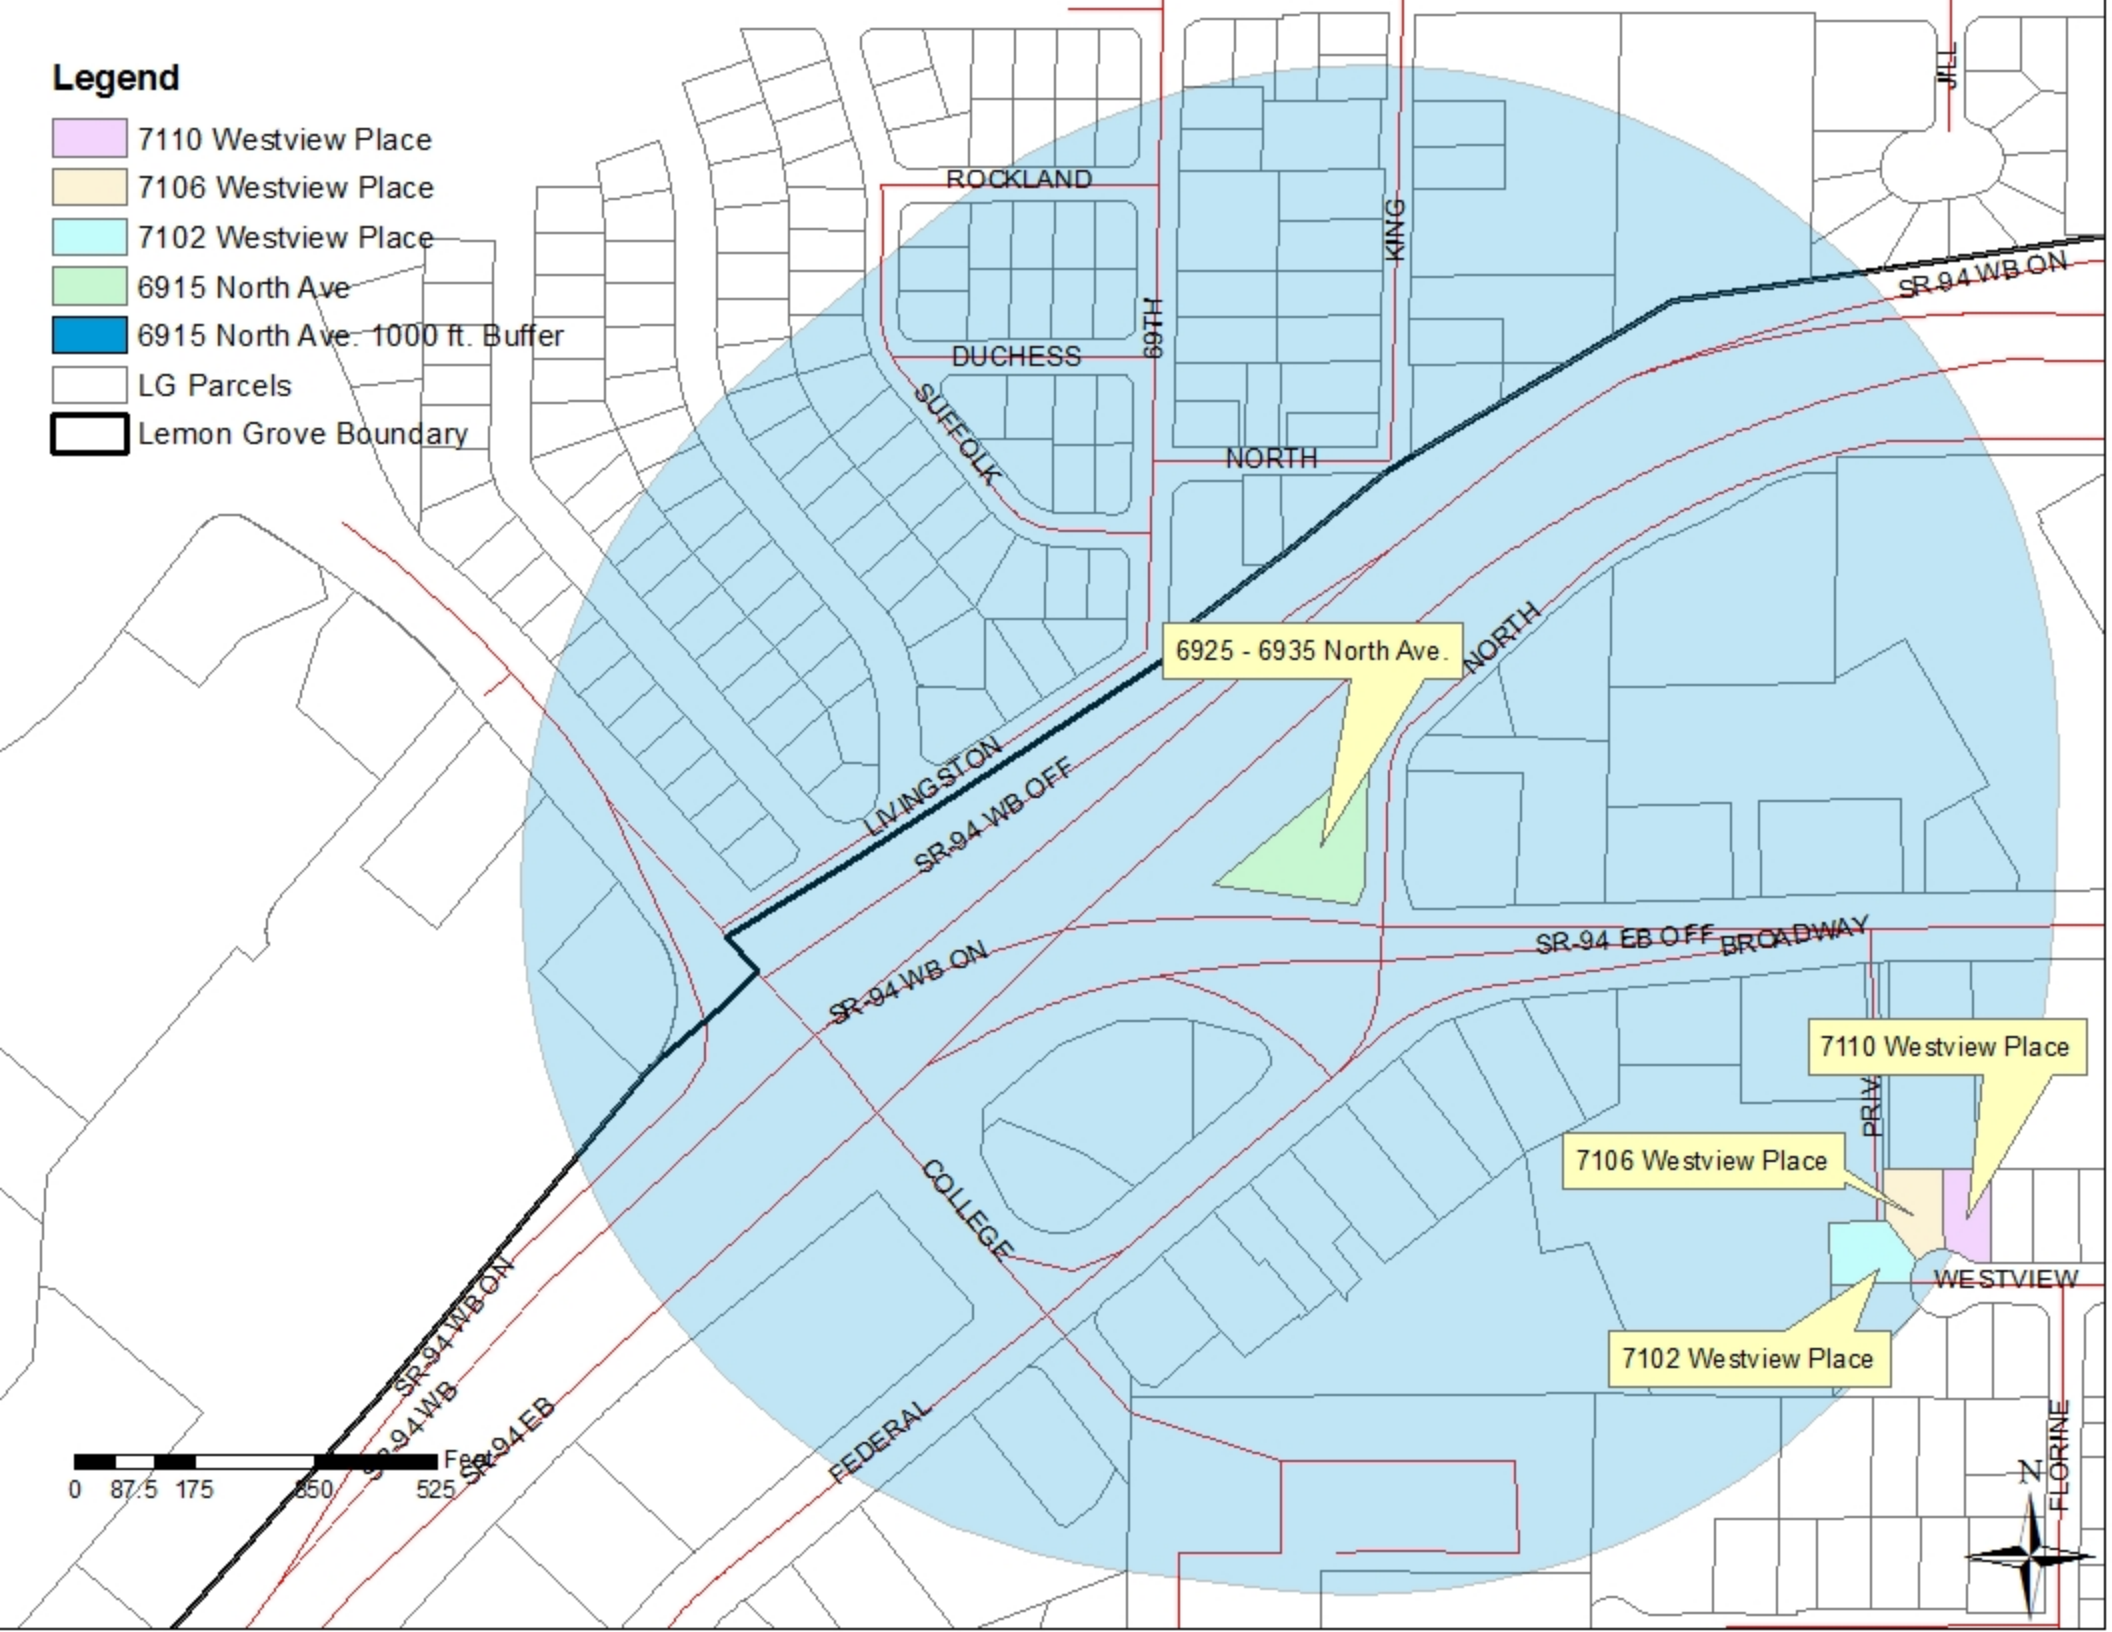 Legend
7110 Westview Place
7106 Westview Place
7102 Westview Place
6915 North Ave
6915 North Ave. 1000 ft. Buffer
LG Parcels
Lemon Grove Boundary
JILL
ROCKLAND
KING
SR-94 WB ON
69TH
DUCHESS
SUFFOLK
NORTH
6925 - 6935 North Ave.
NORTH
LIVINGSTON
SR-94 WB OFF
SR-94 WB ON
SR-94 EB OFF
BROADWAY
7110 Westview Place
PRIV
7106 Westview Place
COLLEGE
WESTVIEW
SR-94 WB ON
7102 Westview Place
SR-94 WB
SR-94 EB
FEDERAL
FLORINE
Feet
0 87.5 175 350 525
N